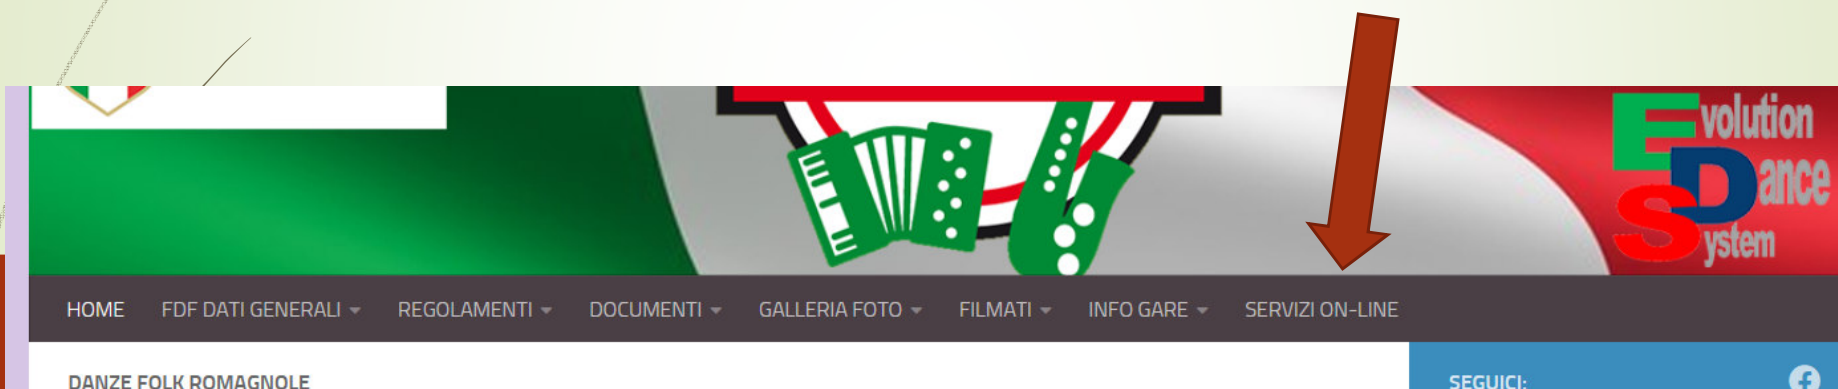 Evolution
Dance
System
HOME FDF DATI GENERALI REGOLAMENTI DOCUMENTI GALLERIA FOTO FILMATI INFO GARE SERVIZI ON-LINE
DANZE FOLK ROMAGNOLE
SEGUICI: